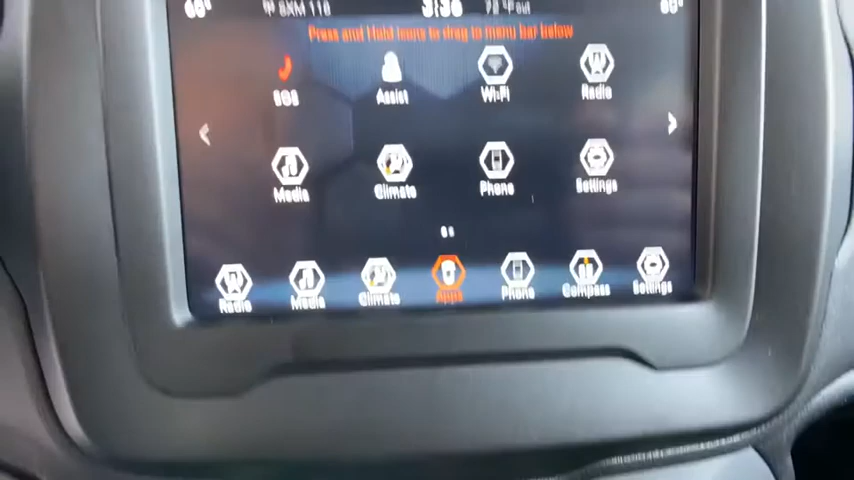 SXM 110
Press and Hold icons to drag to menu bar below
SOS Assist Wi-Fi Radio
Media Climate Phone Settings
Radio Media Climate Apps Phone Compass Settings